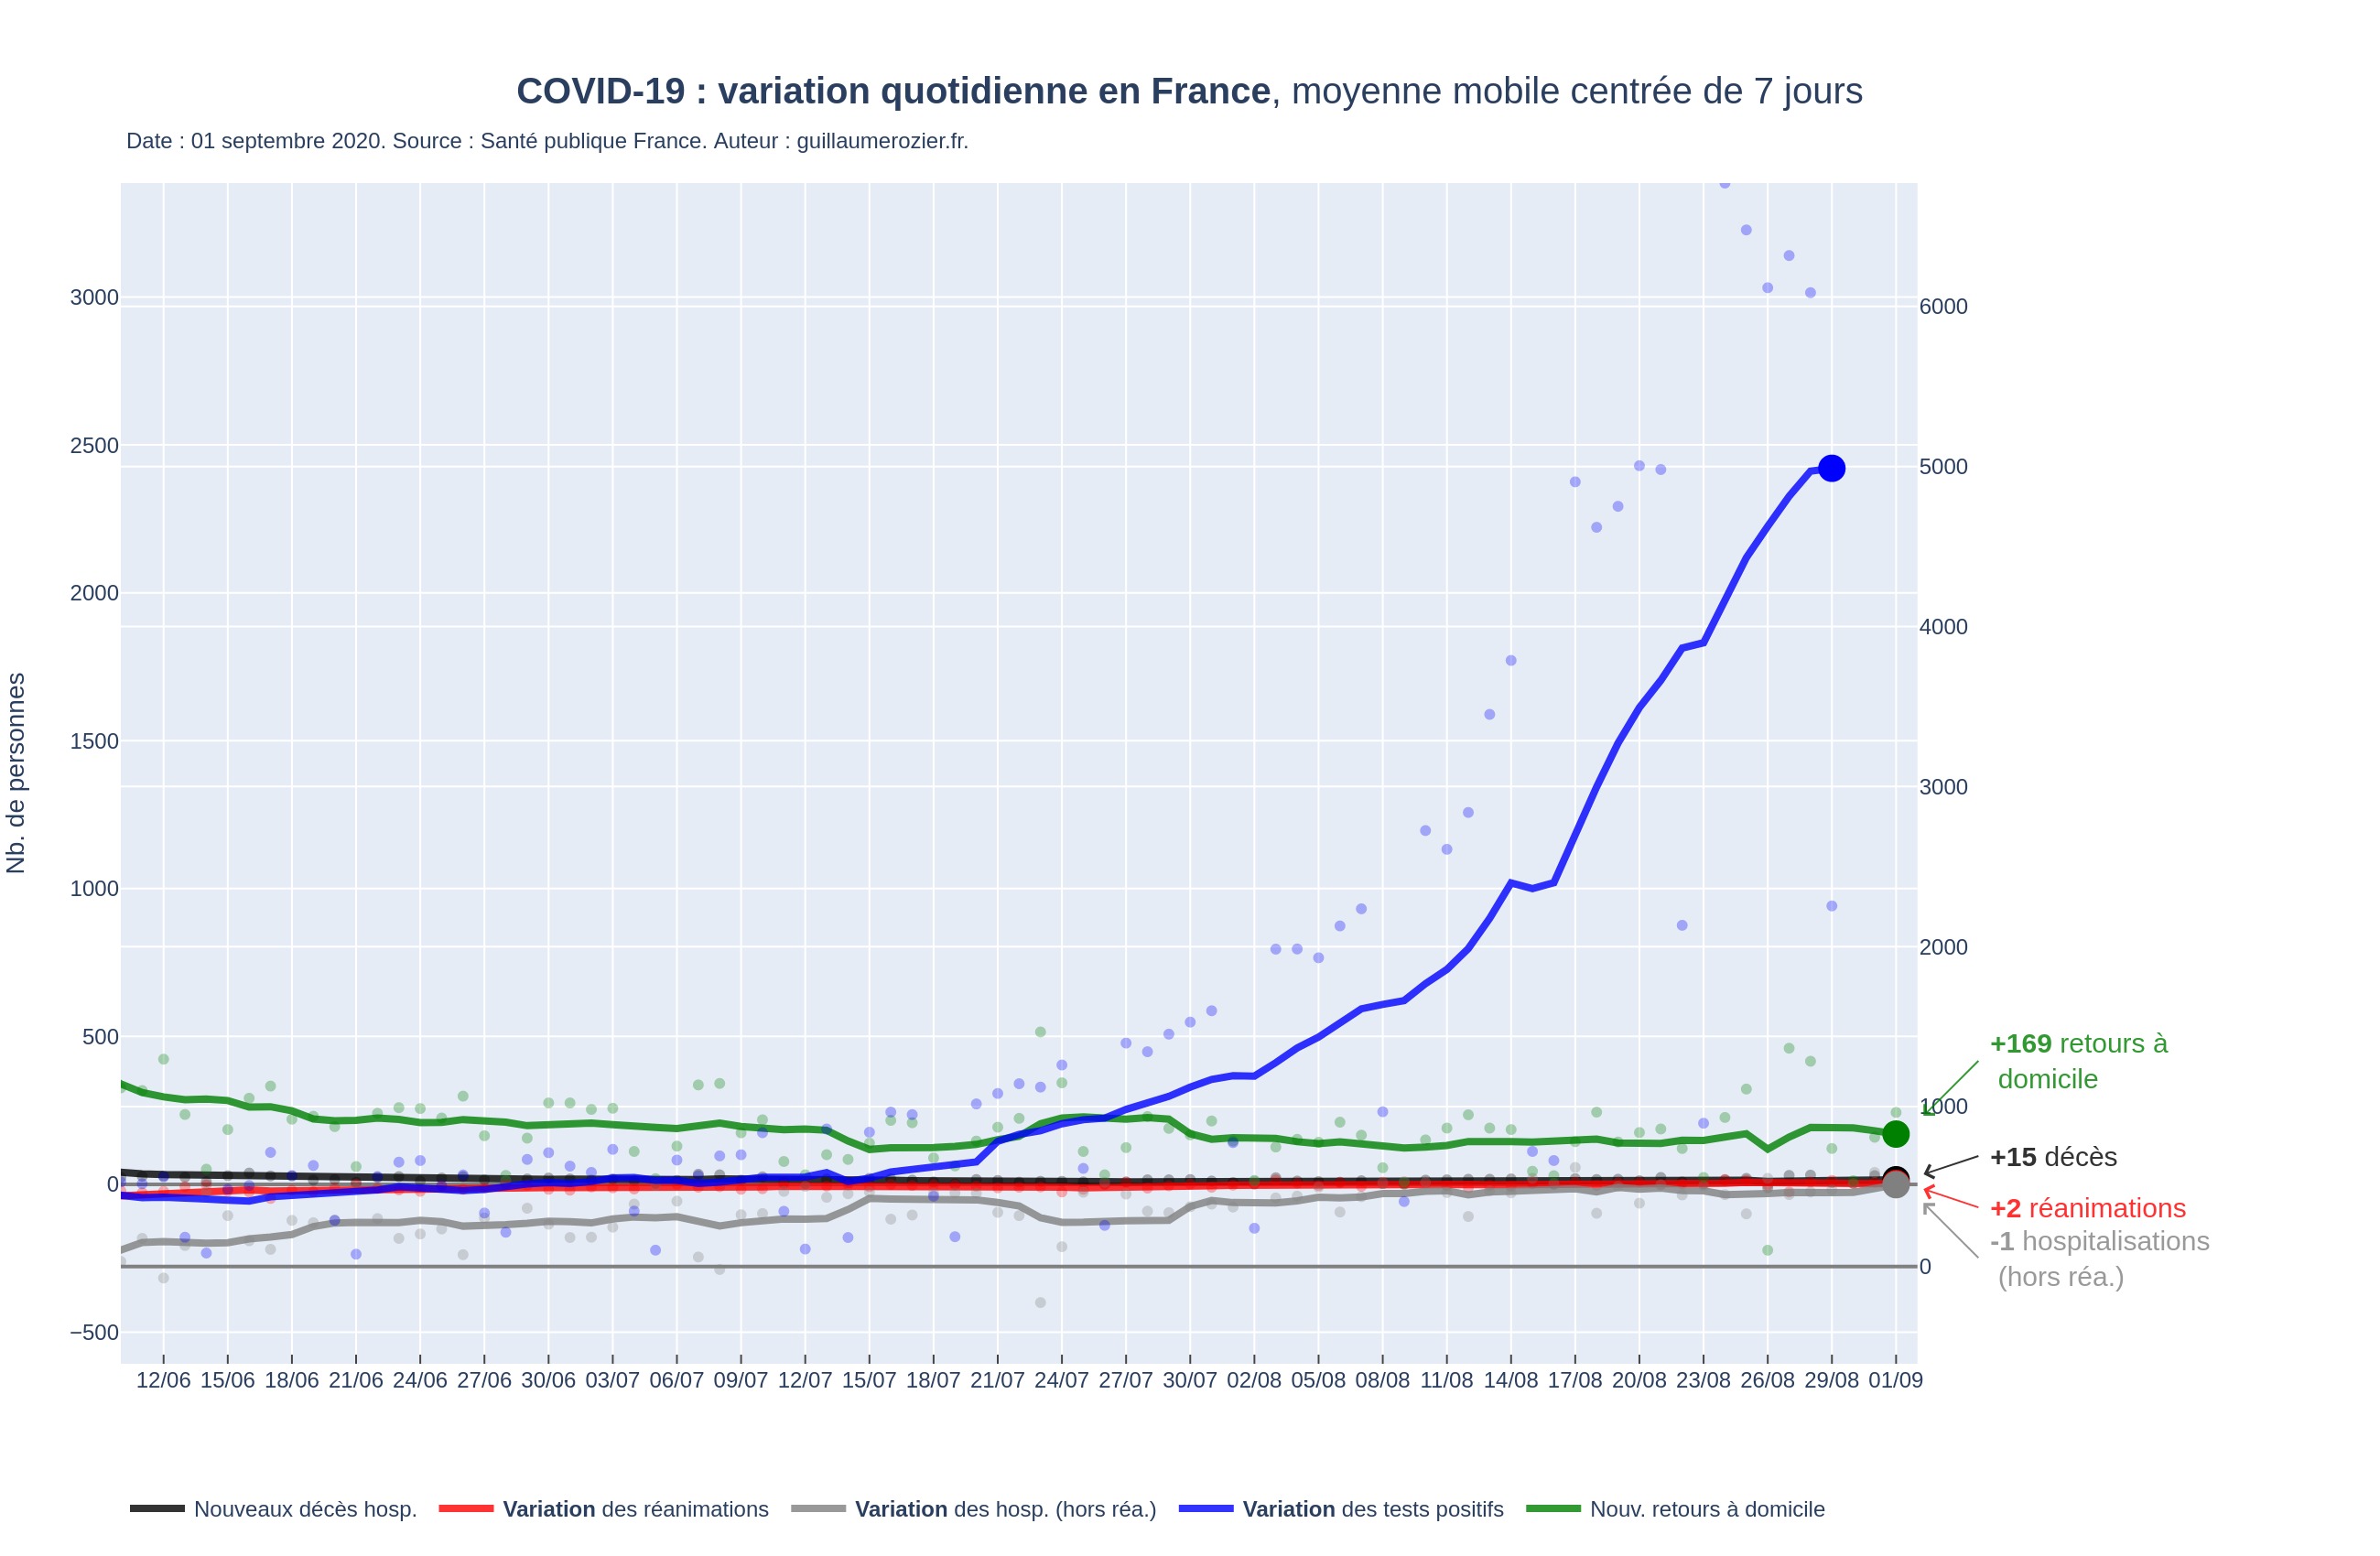 COVID-19 : variation quotidienne en France, moyenne mobile centrée de 7 jours
Date : 01 septembre 2020. Source : Santé publique France. Auteur : guillaumerozier.fr.
Nb. de personnes
3000
2500
2000
1500
1000
500
0
−500
6000
5000
4000
3000
2000
1000
0
+169 retours à
domicile
+15 décès
+2 réanimations
-1 hospitalisations
(hors réa.)
12/06 15/06 18/06 21/06 24/06 27/06 30/06 03/07 06/07 09/07 12/07 15/07 18/07 21/07 24/07 27/07 30/07 02/08 05/08 08/08 11/08 14/08 17/08 20/08 23/08 26/08 29/08 01/09
Nouveaux décès hosp. Variation des réanimations Variation des hosp. (hors réa.) Variation des tests positifs Nouv. retours à domicile